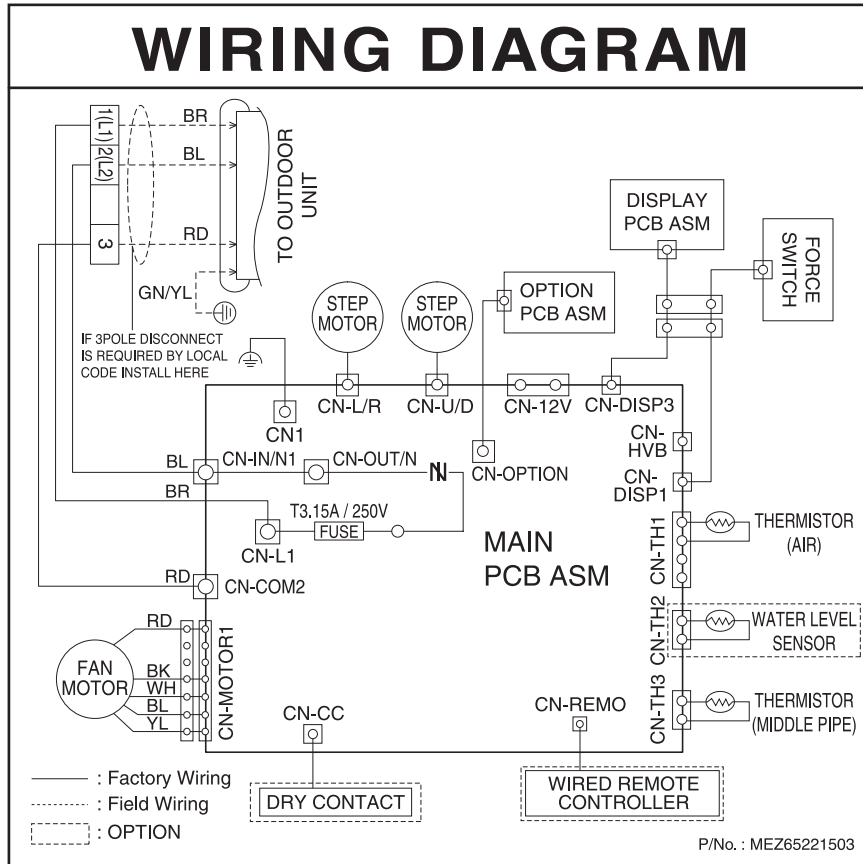 WIRING DIAGRAM
1(L1)
2(L2)
3
BR
BL
RD
GN/YL
TO OUTDOOR
UNIT
IF 3POLE DISCONNECT
IS REQUIRED BY LOCAL
CODE INSTALL HERE
STEP
MOTOR
STEP
MOTOR
OPTION
PCB ASM
DISPLAY
PCB ASM
FORCE
SWITCH
CN1
CN-L/R
CN-U/D
CN-12V
CN-DISP3
CN-OPTION
CN-
HVB
CN-
DISP1
BL
CN-IN/N1
CN-OUT/N
BR
T3.15A / 250V
FUSE
CN-L1
MAIN
PCB ASM
RD
CN-COM2
CN-TH1
THERMISTOR
(AIR)
CN-TH2
WATER LEVEL
SENSOR
CN-TH3
THERMISTOR
(MIDDLE PIPE)
FAN
MOTOR
RD
BK
WH
BL
YL
CN-MOTOR1
CN-CC
CN-REMO
DRY CONTACT
WIRED REMOTE
CONTROLLER
: Factory Wiring
: Field Wiring
: OPTION
P/No. : MEZ65221503